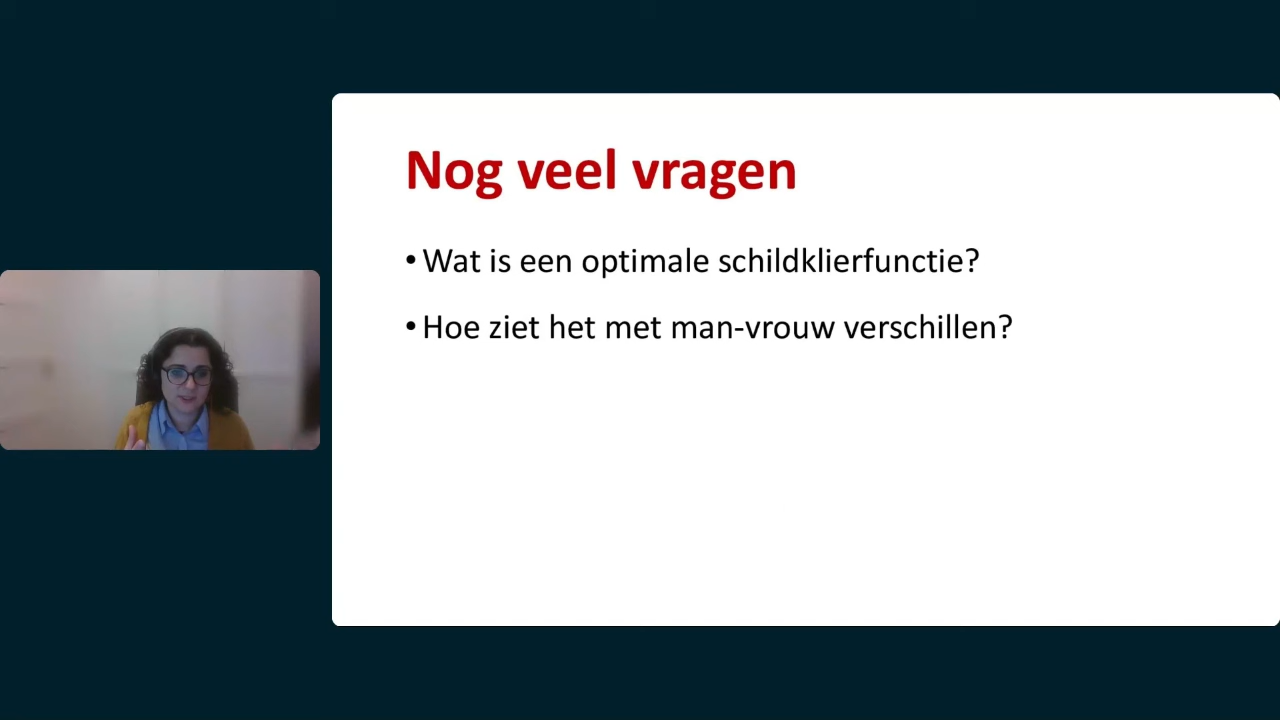 Nog veel vragen
• Wat is een optimale schildklierfunctie?
• Hoe ziet het met man-vrouw verschillen?